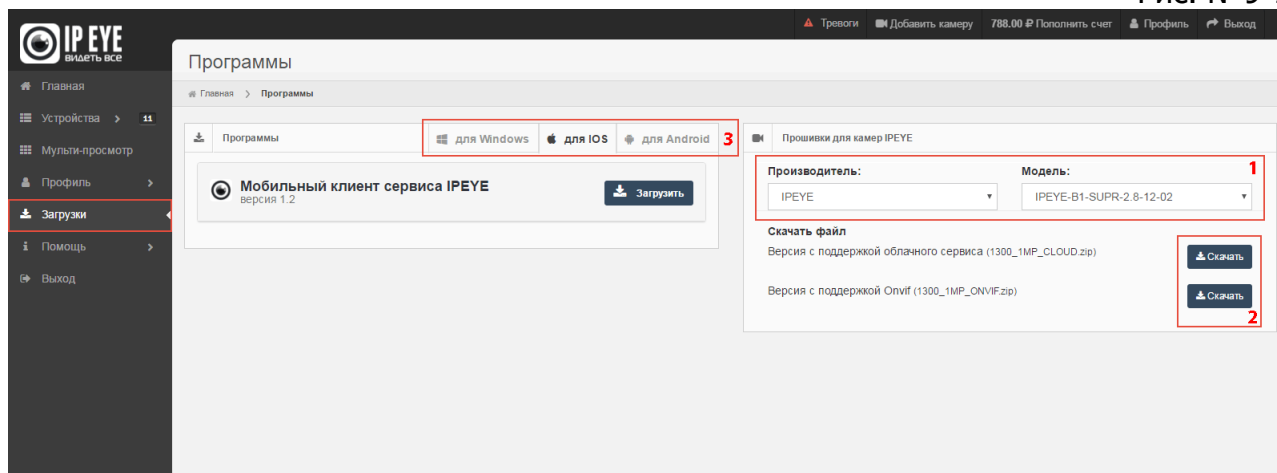 Тревоги Добавить камеру 788.00 ₽ Пополнить счет Профиль Выход
IP EYE
видеть все
Программы
Главная > Программы
Главная
Устройства > 11
Мульти-просмотр
Профиль >
Загрузки
Помощь >
Выход
Программы для Windows для IOS для Android 3
Мобильный клиент сервиса IPEYE
версия 1.2
Загрузить
Прошивки для камер IPEYE
Производитель: Модель: 1
IPEYE IPEYE-B1-SUPR-2.8-12-02
Скачать файл
Версия с поддержкой облачного сервиса (1300_1MP_CLOUD.zip) Скачать
Версия с поддержкой Onvif (1300_1MP_ONVIF.zip) Скачать
2